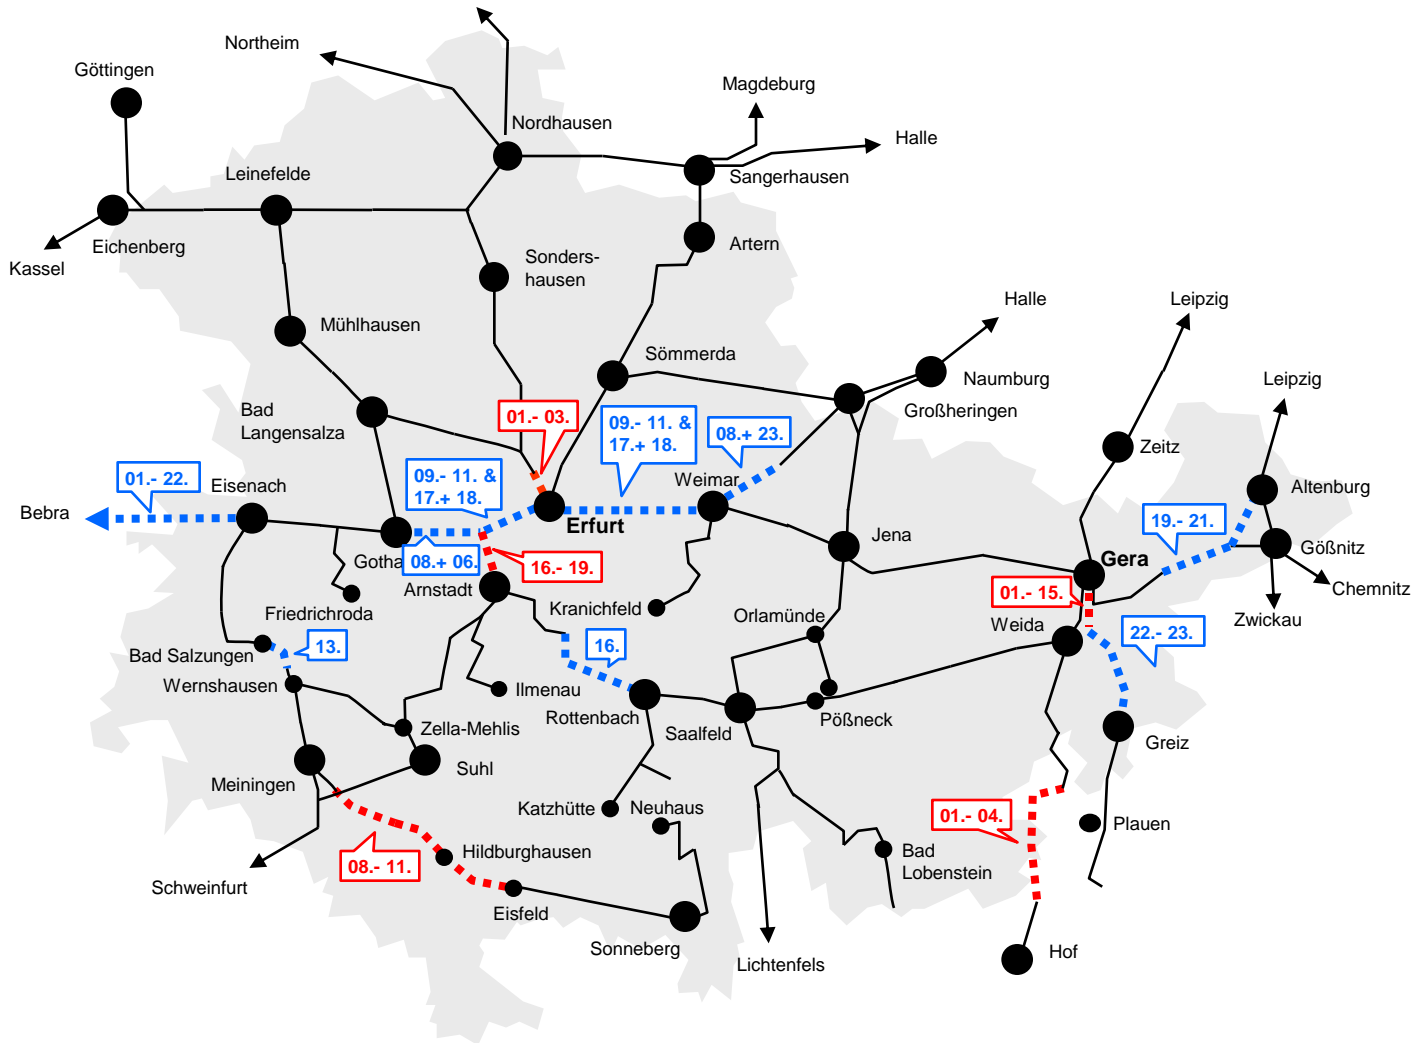 Northeim
Göttingen
Magdeburg
Nordhausen
Halle
Leinefelde
Sangerhausen
Eichenberg
Artern
Kassel
Sonders-
hausen
Halle
Leipzig
Mühlhausen
Sömmerda
Naumburg
Leipzig
Bad
Langensalza
01.- 03.
09.- 11. &
17.+ 18.
08.+ 23.
Großheringen
Zeitz
01.- 22.
Eisenach
09.- 11. &
17.+ 18.
Weimar
Altenburg
Bebra
Erfurt
19.- 21.
Jena
Gößnitz
Gotha
08.+ 06.
16.- 19.
Gera
Chemnitz
Arnstadt
01.- 15.
Friedrichroda
Kranichfeld
Orlamünde
Zwickau
Weida
22.- 23.
Bad Salzungen
13.
16.
Wernshausen
Ilmenau
Rottenbach
Pößneck
Zella-Mehlis
Saalfeld
Greiz
Suhl
Meiningen
Katzhütte
Neuhaus
01.- 04.
Plauen
Hildburghausen
08.- 11.
Bad
Lobenstein
Schweinfurt
Eisfeld
Sonneberg
Hof
Lichtenfels